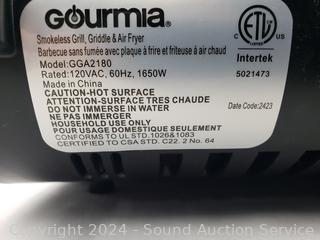 Gourmia
Smokeless Grill, Griddle & Air Fryer
Barbecue sans fumée avec plaque à frire et friteuse à air chaud
Model:GGA2180
Rated:120VAC, 60Hz, 1650W
Made in China
CAUTION-HOT SURFACE
ATTENTION-SURFACE TRES CHAUDE
DO NOT IMMERSE IN WATER
NE PAS IMMERGER
HOUSEHOLD USE ONLY
POUR USAGE DOMESTIQUE SEULEMENT
CONFORMS TO UL STD.1026&1083
CERTIFIED TO CSA STD. C22. 2 No. 64
ETL
LISTED
Intertek
5021473
Date Code:2423
Copyright 2024 - Sound Auction Service